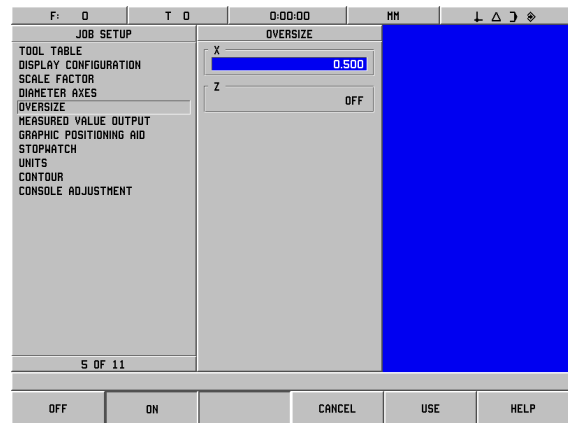 F: 0 T 0 0:00:00 MM
JOB SETUP
TOOL TABLE
DISPLAY CONFIGURATION
SCALE FACTOR
DIAMETER AXES
OVERSIZE
MEASURED VALUE OUTPUT
GRAPHIC POSITIONING AID
STOPWATCH
UNITS
CONTOUR
CONSOLE ADJUSTMENT
5 OF 11
OVERSIZE
X
0.500
Z
OFF
OFF ON CANCEL USE HELP